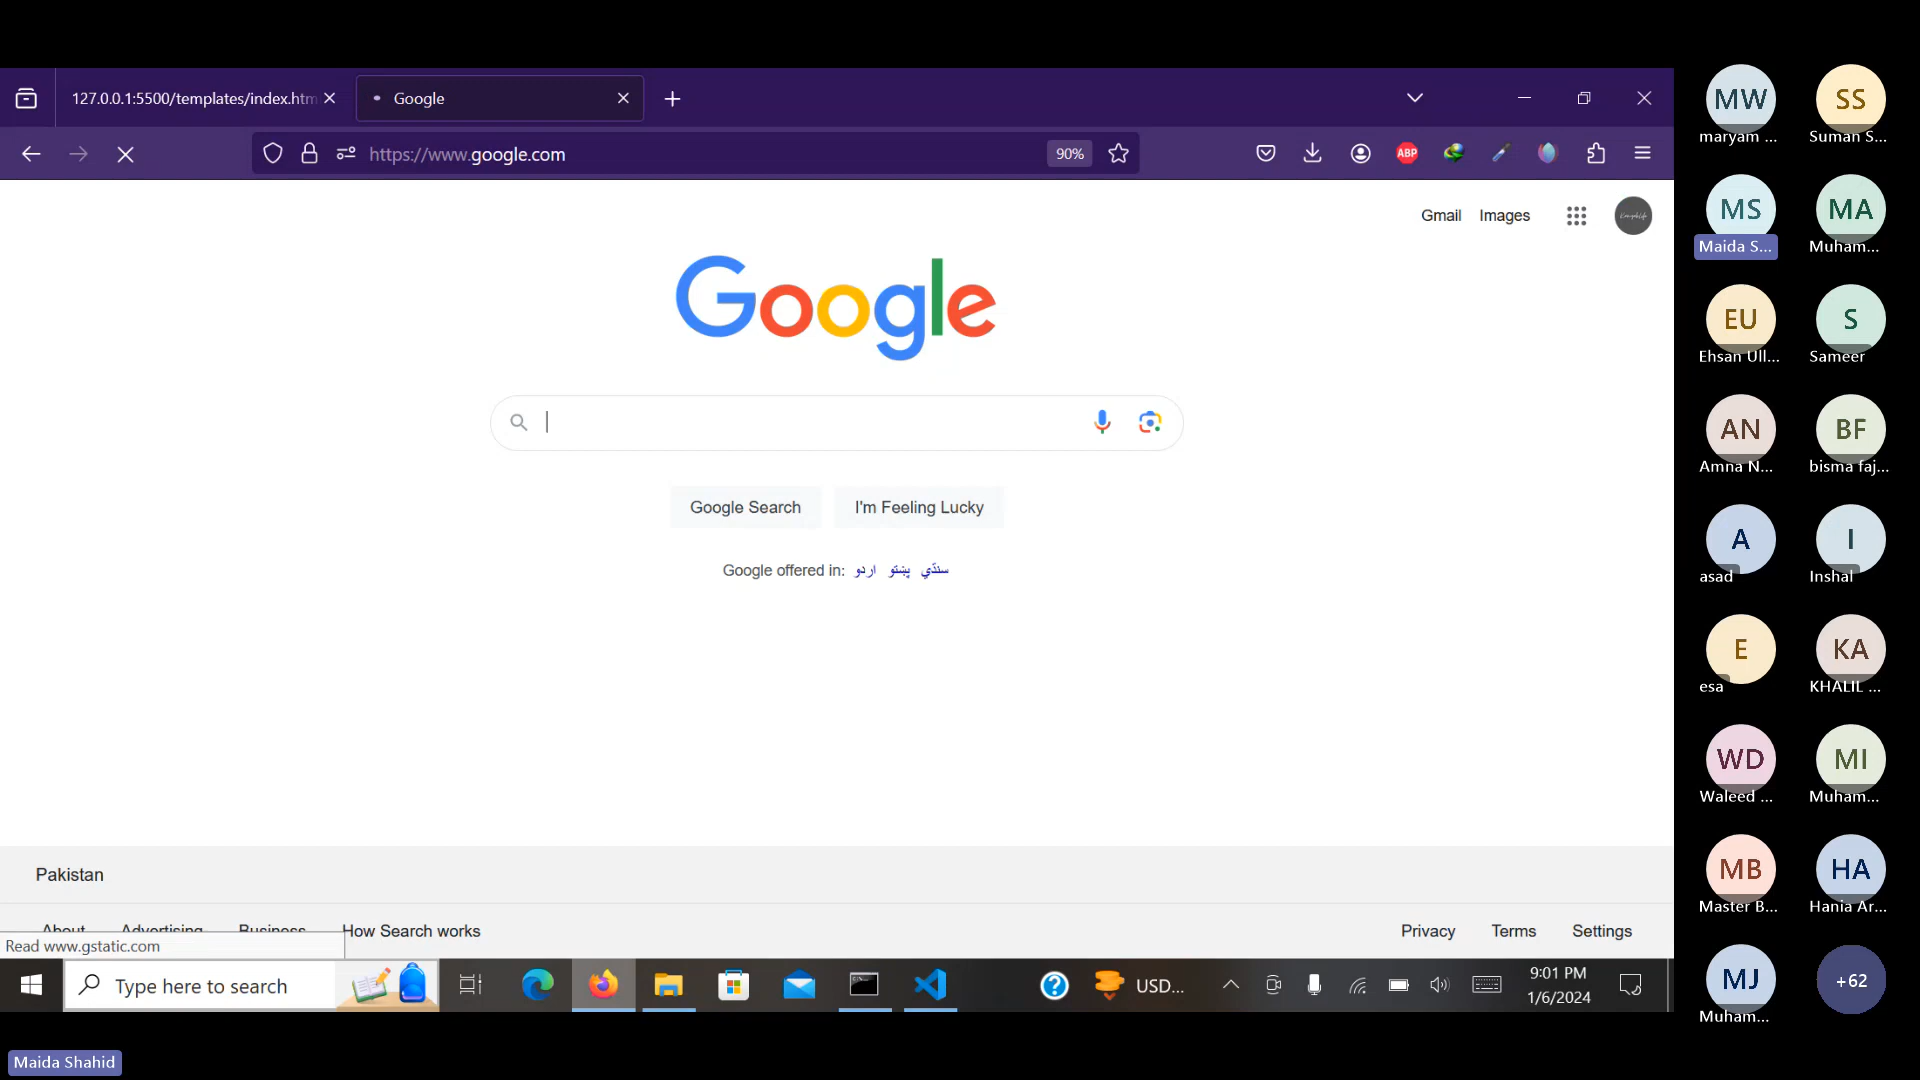 127.0.0.1:5500/templates/index.htm
Google
https://www.google.com
90%
ABP
Gmail Images
Google
Google Search I'm Feeling Lucky
Google offered in: اردو پښتو سنڌي
Pakistan
About Advertising Business How Search works
Privacy Terms Settings
Read www.gstatic.com
Type here to search
USD...
9:01 PM
1/6/2024
Maida Shahid
MW SS
maryam ... Suman S...
MS MA
Maida S... Muham...
EU S
Ehsan Ull... Sameer
AN BF
Amna N... bisma faj...
A I
asad Inshal
E KA
esa KHALIL ...
WD MI
Waleed ... Muham...
MB HA
Master B... Hania Ar...
MJ +62
Muham...